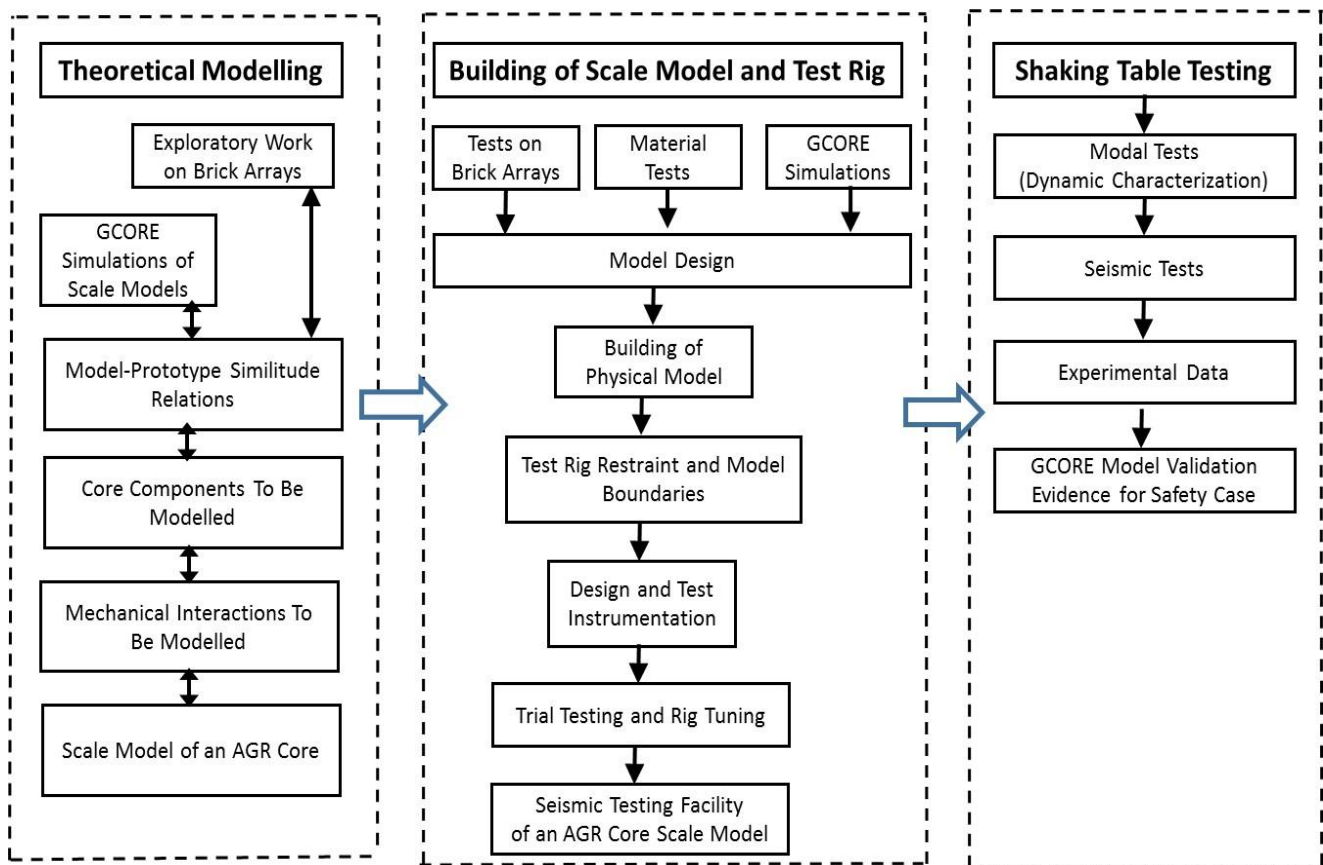 Theoretical Modelling
Exploratory Work
on Brick Arrays
GCORE
Simulations of
Scale Models
Model-Prototype Similitude
Relations
Core Components To Be
Modelled
Mechanical Interactions To
Be Modelled
Scale Model of an AGR Core
Building of Scale Model and Test Rig
Tests on
Brick Arrays
Material
Tests
GCORE
Simulations
Model Design
Building of
Physical Model
Test Rig Restraint and Model
Boundaries
Design and Test
Instrumentation
Trial Testing and Rig Tuning
Seismic Testing Facility
of an AGR Core Scale Model
Shaking Table Testing
Modal Tests
(Dynamic Characterization)
Seismic Tests
Experimental Data
GCORE Model Validation
Evidence for Safety Case